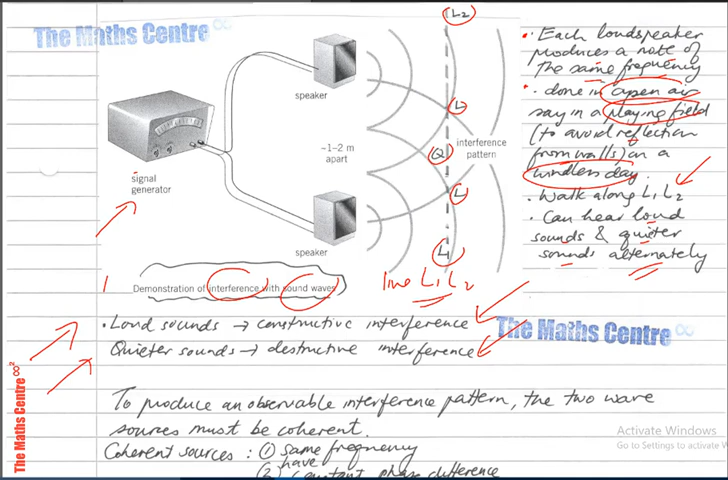 The Maths Centre
L2
speaker
signal
generator
~1–2 m
apart
L
Q
L
L1
interference
pattern
speaker
Demonstration of interference with sound waves
line L1 L2
• Each loudspeaker
produces a note of
the same frequency
• done in open air
say in a playing field
(to avoid reflection
from walls) on a
windless day.
• Walk along L1 L2
• Can hear loud
sounds & quieter
sounds alternately
• Loud sounds → constructive interference
Quieter sounds → destructive interference
The Maths Centre
To produce an observable interference pattern, the two wave
sources must be coherent.
Coherent sources : ① same frequency
② have constant phase difference
The Maths Centre
Activate Windows
Go to Settings to activate W